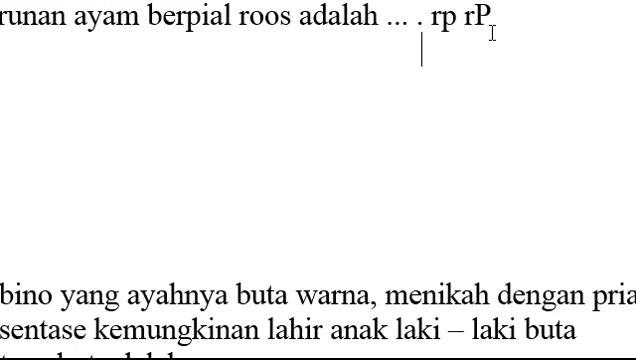 runan ayam berpial roos adalah ... . rp rP
bino yang ayahnya buta warna, menikah dengan pria
sentase kemungkinan lahir anak laki – laki buta